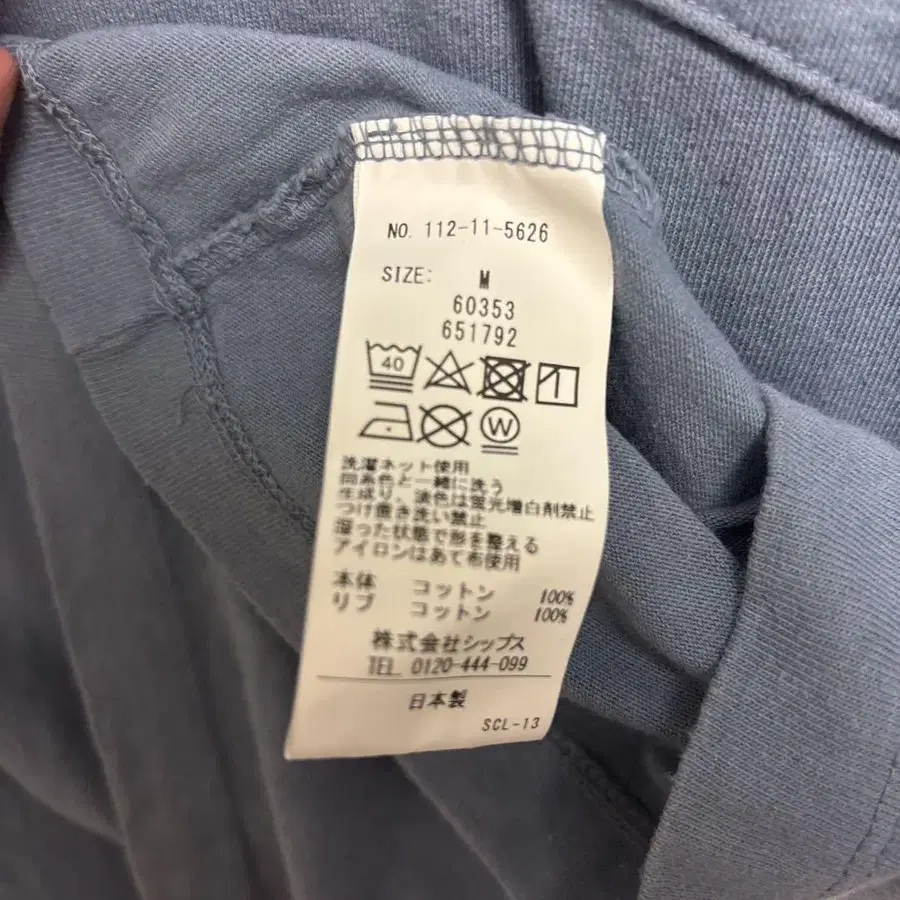 NO. 112-11-5626
SIZE: M
60353
651792
40
W
洗濯ネット使用
同系色と一緒に洗う
生成り、淡色は蛍光増白剤禁止
つけ置き洗い禁止
湿った状態で形を整える
アイロンはあて布使用
本体 コットン 100%
リブ コットン 100%
株式会社シップス
TEL 0120-444-099
日本製
SCL-13